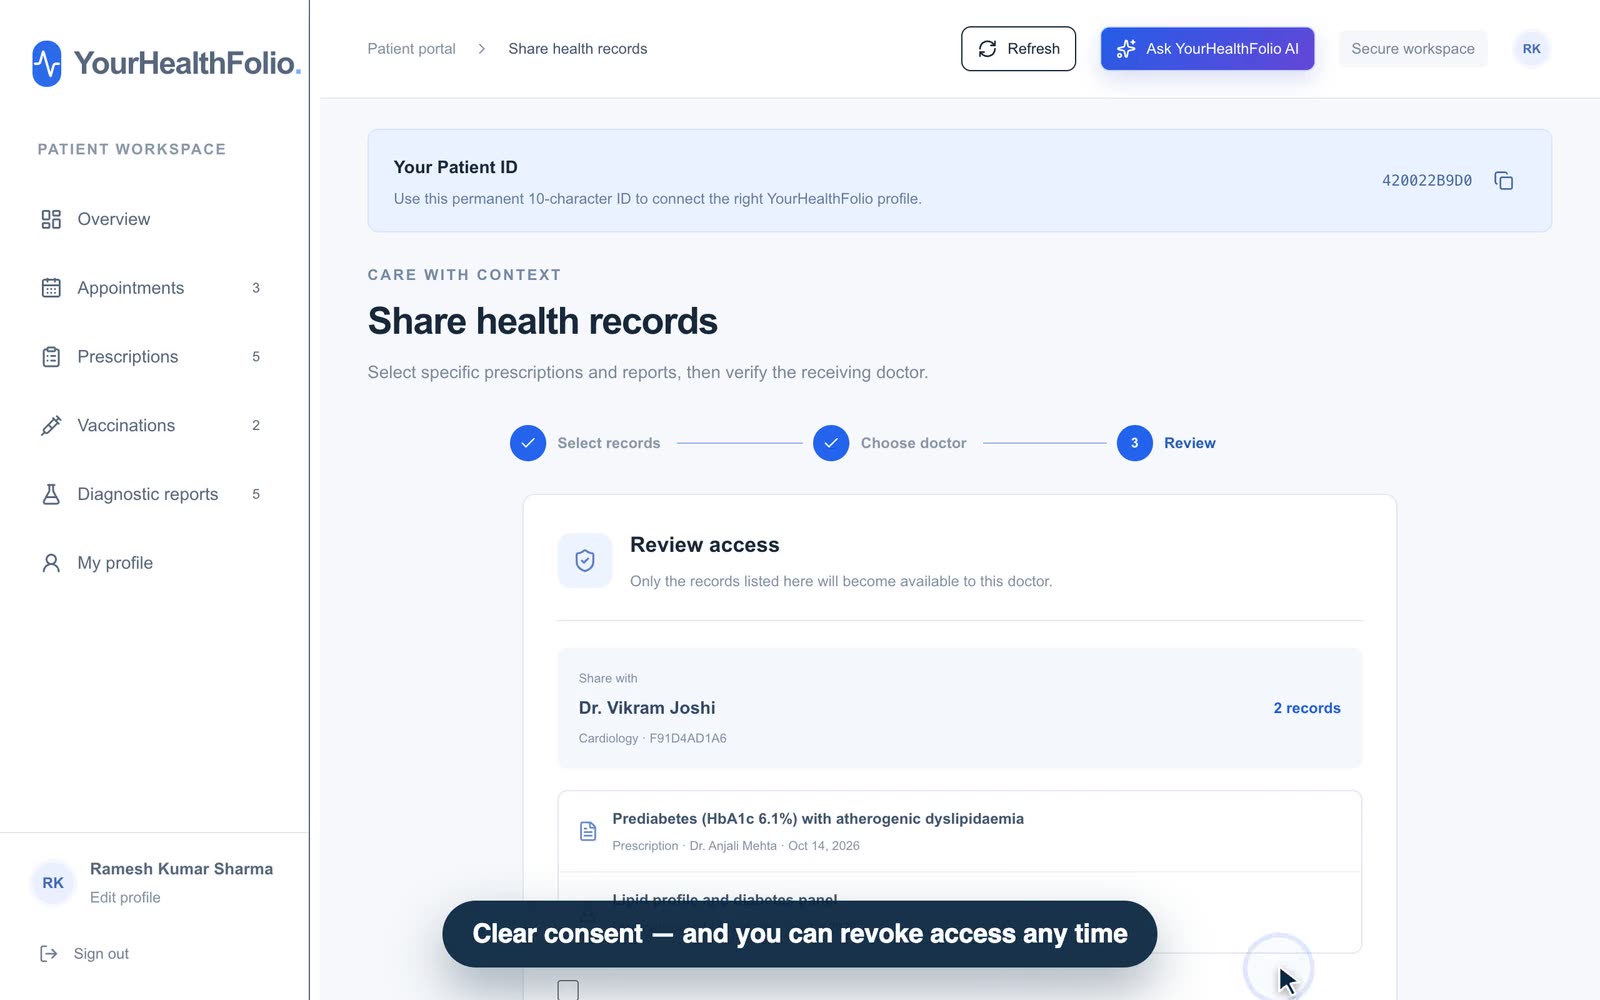 YourHealthFolio.
PATIENT WORKSPACE
Overview
Appointments 3
Prescriptions 5
Vaccinations 2
Diagnostic reports 5
My profile
RK
Ramesh Kumar Sharma
Edit profile
Sign out
Patient portal
Share health records
Refresh
Ask YourHealthFolio AI
Secure workspace
RK
Your Patient ID
Use this permanent 10-character ID to connect the right YourHealthFolio profile.
420022B9D0
CARE WITH CONTEXT
Share health records
Select specific prescriptions and reports, then verify the receiving doctor.
Select records
Choose doctor
3 Review
Review access
Only the records listed here will become available to this doctor.
Share with
Dr. Vikram Joshi
2 records
Cardiology · F91D4AD1A6
Prediabetes (HbA1c 6.1%) with atherogenic dyslipidaemia
Prescription · Dr. Anjali Mehta · Oct 14, 2026
Lipid profile and diabetes panel
Clear consent — and you can revoke access any time